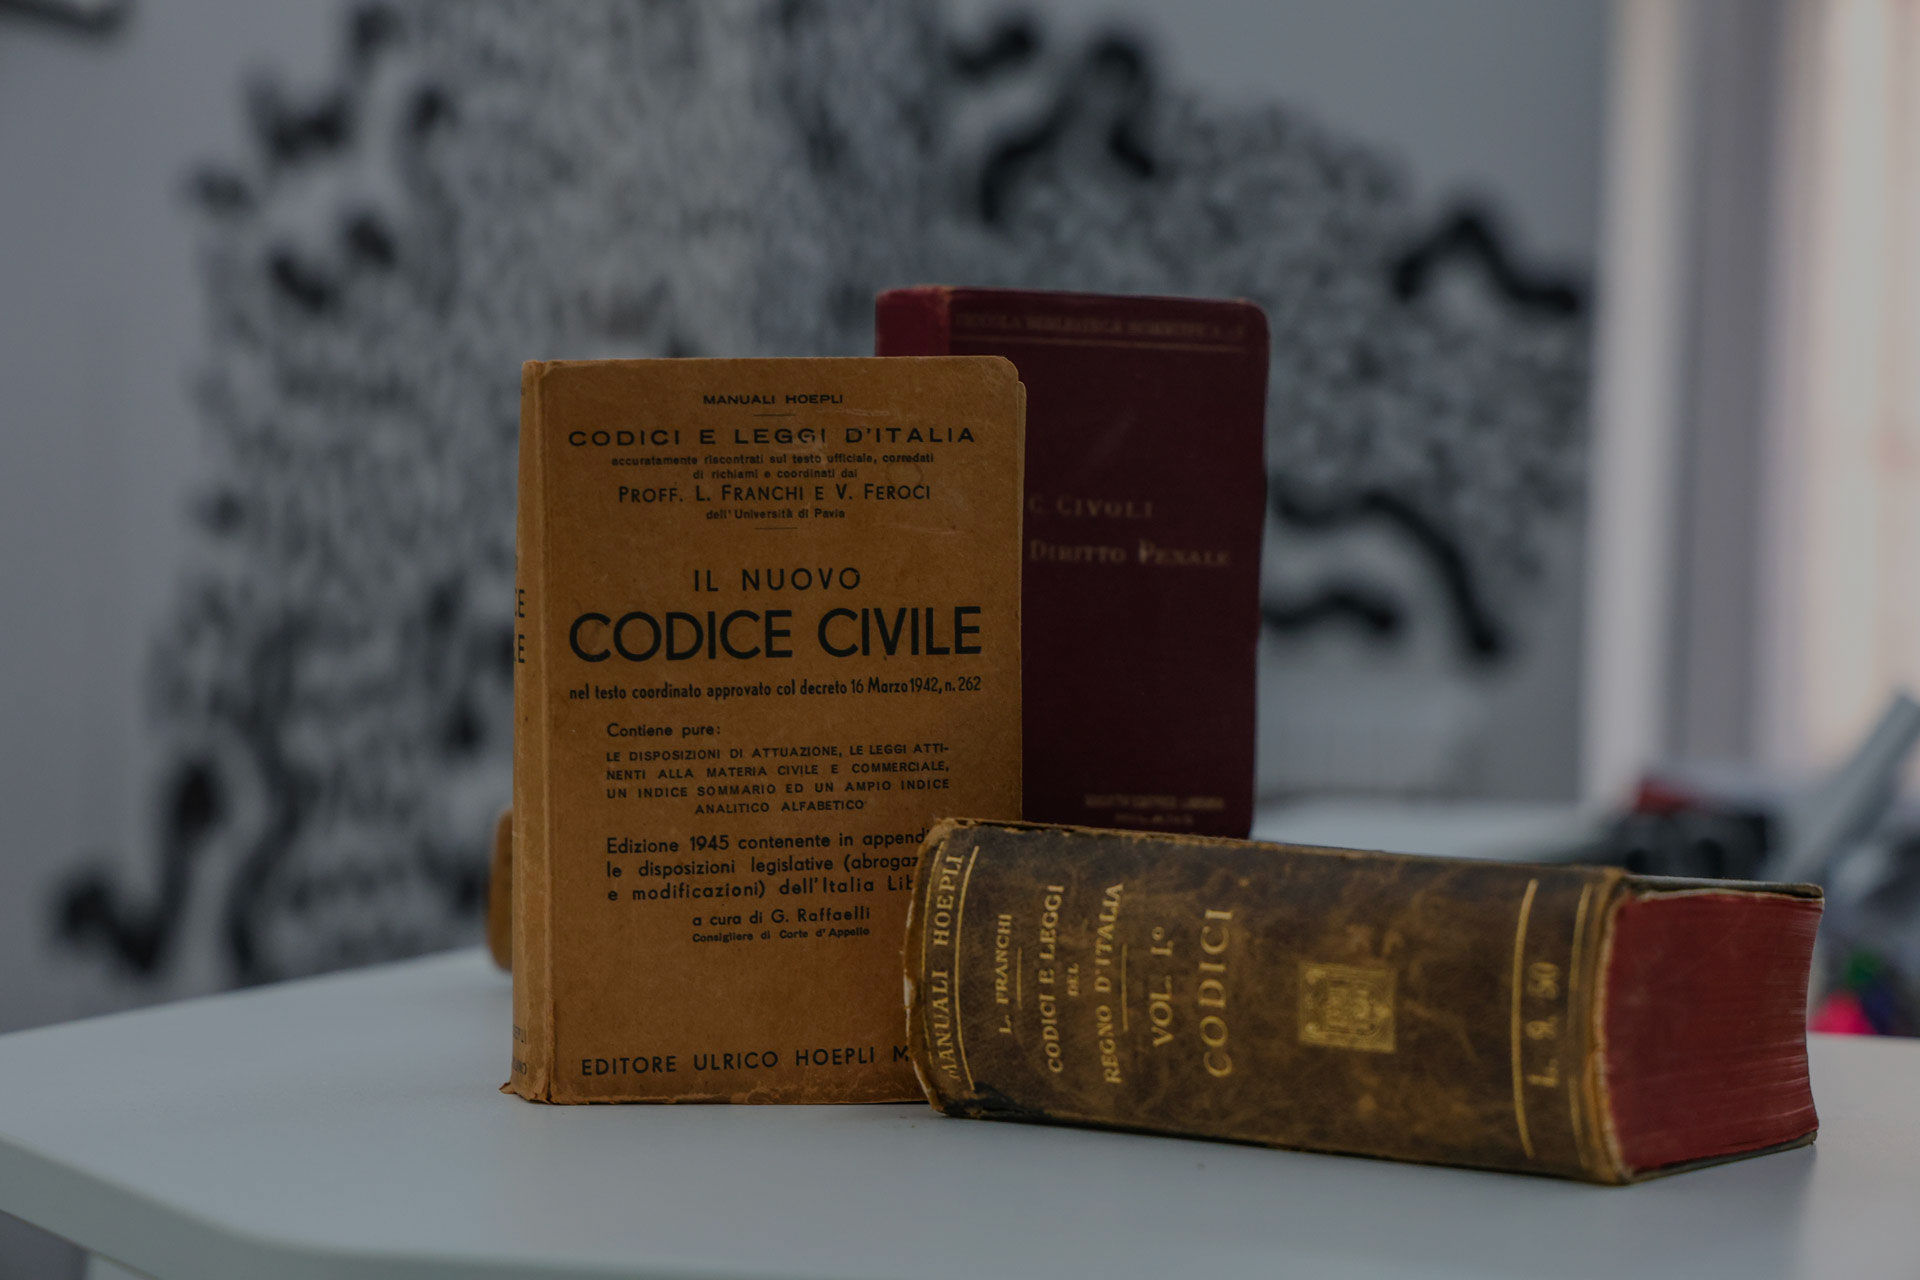 MANUALI HOEPLI
CODICI E LEGGI D'ITALIA
accuratamente riscontrati sul testo ufficiale, corredati
di richiami e coordinati dai
PROFF. L. FRANCHI E V. FEROCI
dell'Università di Pavia
IL NUOVO
CODICE CIVILE
nel testo coordinato approvato col decreto 16 Marzo 1942, n. 262
Contiene pure:
LE DISPOSIZIONI DI ATTUAZIONE, LE LEGGI ATTI-
NENTI ALLA MATERIA CIVILE E COMMERCIALE,
UN INDICE SOMMARIO ED UN AMPIO INDICE
ANALITICO ALFABETICO
Edizione 1945 contenente in append
le disposizioni legislative (abrogaz
e modificazioni) dell'Italia Lib
a cura di G. Raffaelli
Consigliere di Corte d'Appello
EDITORE ULRICO HOEPLI M
PICCOLA BIBLIOTECA SCIENTIFICA
C. CIVOLI
DIRITTO PENALE
MANUALI HOEPLI
L. FRANCHI
CODICI E LEGGI
DEL
REGNO D'ITALIA
VOL. I.º
CODICI
L. 9. 50